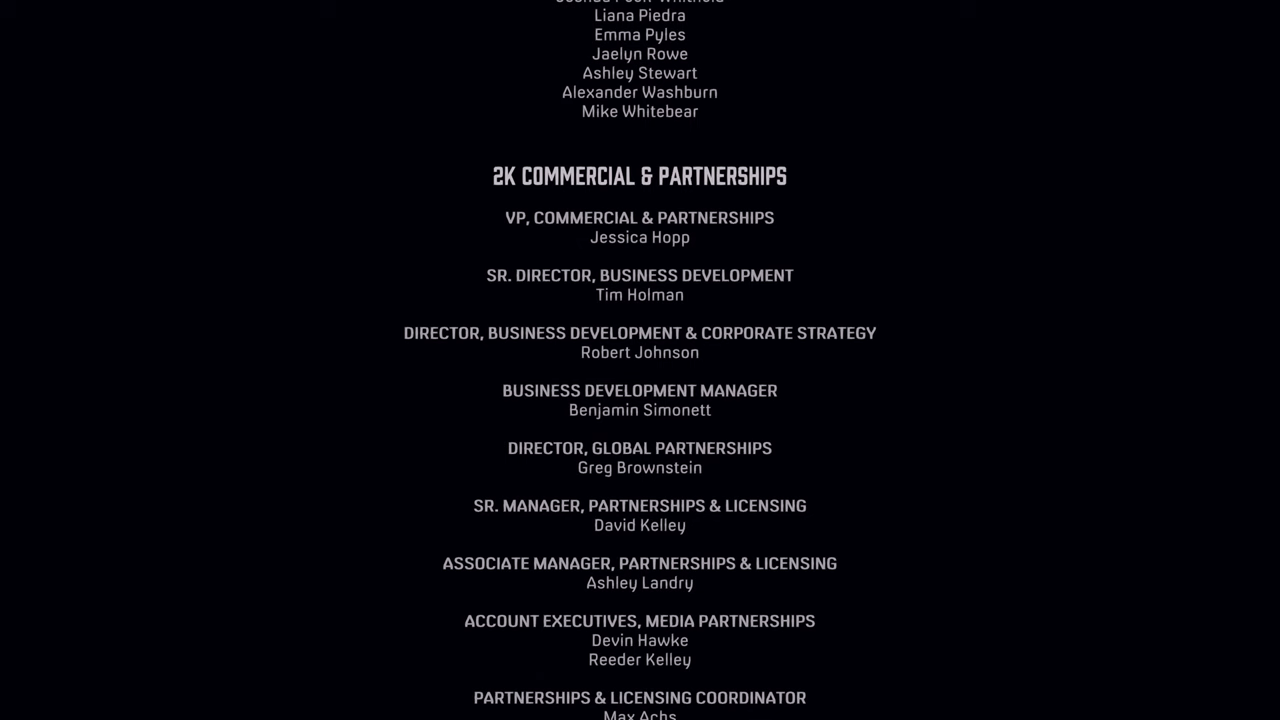 Liana Piedra
Emma Pyles
Jaelyn Rowe
Ashley Stewart
Alexander Washburn
Mike Whitebear
2K COMMERCIAL & PARTNERSHIPS
VP, COMMERCIAL & PARTNERSHIPS
Jessica Hopp
SR. DIRECTOR, BUSINESS DEVELOPMENT
Tim Holman
DIRECTOR, BUSINESS DEVELOPMENT & CORPORATE STRATEGY
Robert Johnson
BUSINESS DEVELOPMENT MANAGER
Benjamin Simonett
DIRECTOR, GLOBAL PARTNERSHIPS
Greg Brownstein
SR. MANAGER, PARTNERSHIPS & LICENSING
David Kelley
ASSOCIATE MANAGER, PARTNERSHIPS & LICENSING
Ashley Landry
ACCOUNT EXECUTIVES, MEDIA PARTNERSHIPS
Devin Hawke
Reeder Kelley
PARTNERSHIPS & LICENSING COORDINATOR
Max Achs